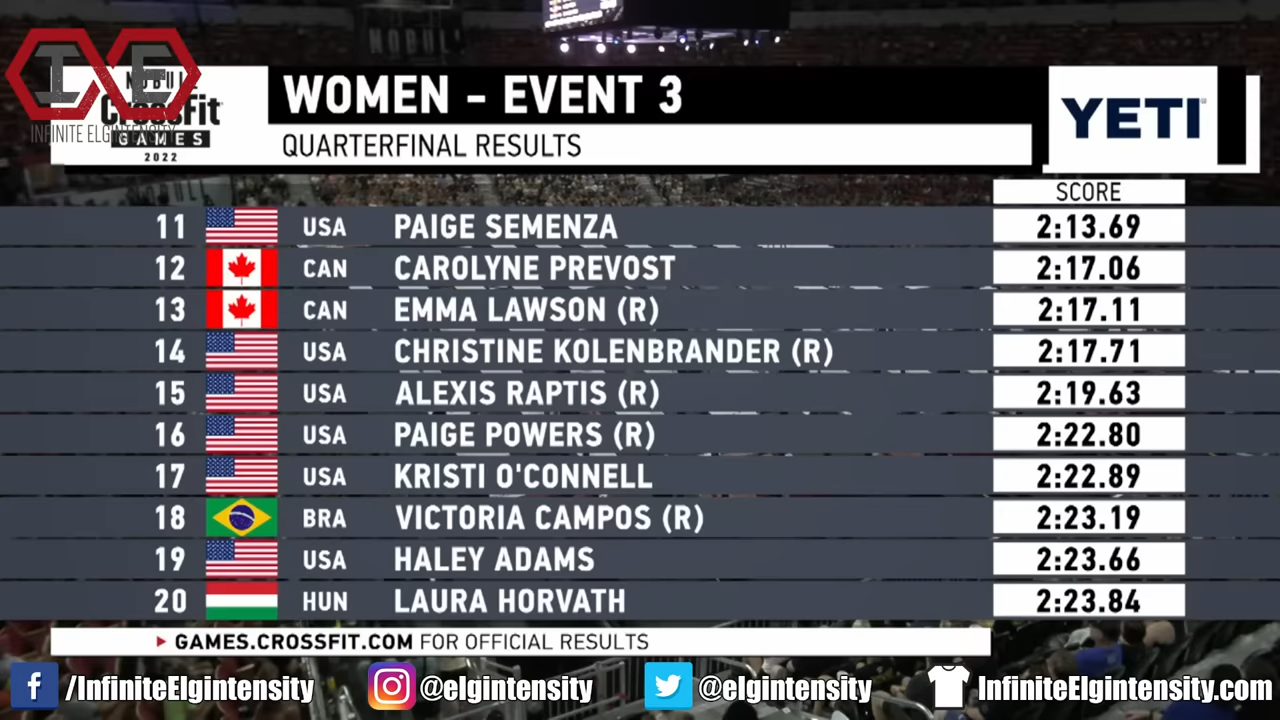 NOBULL
IE
NOBULL
CrossFit
GAMES
2022
INFINITE ELGINTENSITY
WOMEN - EVENT 3
QUARTERFINAL RESULTS
YETI
SCORE
11 USA PAIGE SEMENZA 2:13.69
12 CAN CAROLYNE PREVOST 2:17.06
13 CAN EMMA LAWSON (R) 2:17.11
14 USA CHRISTINE KOLENBRANDER (R) 2:17.71
15 USA ALEXIS RAPTIS (R) 2:19.63
16 USA PAIGE POWERS (R) 2:22.80
17 USA KRISTI O'CONNELL 2:22.89
18 BRA VICTORIA CAMPOS (R) 2:23.19
19 USA HALEY ADAMS 2:23.66
20 HUN LAURA HORVATH 2:23.84
GAMES.CROSSFIT.COM FOR OFFICIAL RESULTS
/InfiniteElgintensity @elgintensity @elgintensity InfiniteElgintensity.com